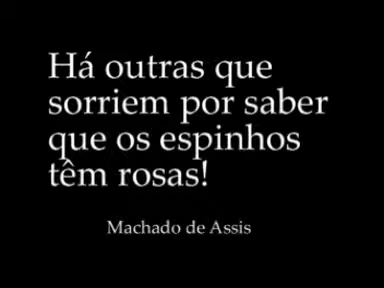 Há outras que
sorriem por saber
que os espinhos
têm rosas!
Machado de Assis